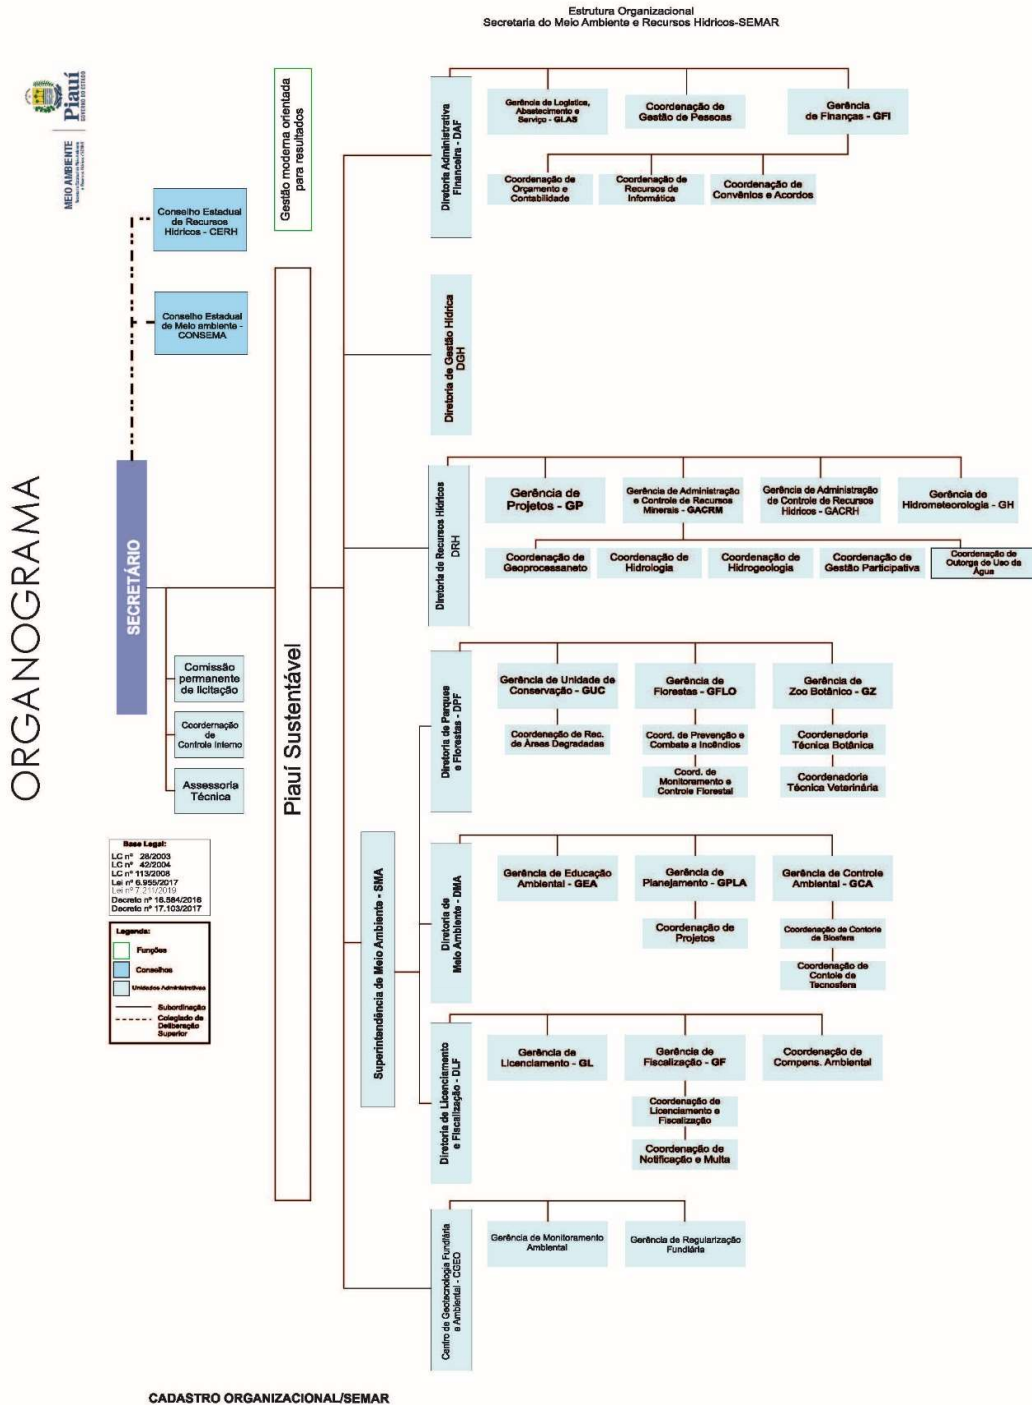 Estrutura Organizacional
Secretaria do Meio Ambiente e Recursos Hídricos-SEMAR
ORGANOGRAMA
MEIO AMBIENTE
Piauí
GOVERNO DO ESTADO
SECRETÁRIO
Conselho Estadual
de Recursos
Hídricos - CERH
Conselho Estadual
de Meio ambiente -
CONSEMA
Comissão
permanente
de licitação
Coordernação
de
Controle Interno
Assessoria
Técnica
Gestão moderna orientada
para resultados
Piauí Sustentável
Diretoria Administrativa
Financeira - DAF
Gerência de Logística,
Abastecimento e
Serviço - GLAS
Coordenação de
Gestão de Pessoas
Gerência
de Finanças - GFI
Coordenação de
Orçamento e
Contabilidade
Coordenação de
Recursos de
Informática
Coordenação de
Convênios e Acordos
Diretoria de Gestão Hídrica
DGH
Diretoria de Recursos Hídricos
DRH
Gerência de
Projetos - GP
Gerência de Administração
e Controle de Recursos
Minerais - GACRM
Gerência de Administração
de Controle de Recursos
Hídricos - GACRH
Gerência de
Hidrometeorologia - GH
Coordenação de
Geoprocessaneto
Coordenação de
Hidrologia
Coordenação de
Hidrogeologia
Coordenação de
Gestão Participativa
Coordenação de
Outorga de Uso da
Água
Superintendência de Meio Ambiente - SMA
Diretoria de Parques
e Florestas - DPF
Gerência de Unidade de
Conservação - GUC
Gerência de
Florestas - GFLO
Gerência de
Zoo Botânico - GZ
Coordenação de Rec.
de Áreas Degradadas
Coord. de Prevenção e
Combate a Incêndios
Coordenadoria
Técnica Botânica
Coord. de
Monitoramento e
Controle Florestal
Coordenadoria
Técnica Veterinária
Diretoria de
Meio Ambiente - DMA
Gerência de Educação
Ambiental - GEA
Gerência de
Planejamento - GPLA
Gerência de Controle
Ambiental - GCA
Coordenação de
Projetos
Coordenação de Contorle
de Biosfera
Coordenação de
Contole de
Tecnosfera
Diretoria de Licenciamento
e Fiscalização - DLF
Gerência de
Licenciamento - GL
Gerência de
Fiscalização - GF
Coordenação de
Compens. Ambiental
Coordenação de
Licenciamento e
Fiscalização
Coordenação de
Notificação e Multa
Centro de Geotecnologia Fundiária
e Ambiental - CGEO
Gerência de Monitoramento
Ambiental
Gerência de Regularização
Fundiária
Base Legal:
LC nº 28/2003
LC nº 42/2004
LC nº 113/2008
Lei nº 6.955/2017
Lei nº 7.211/2019
Decreto nº 16.584/2016
Decreto nº 17.103/2017
Legenda:
Funções
Conselhos
Unidades Administrativas
Subordinação
Colegiado de
Deliberação
Superior
CADASTRO ORGANIZACIONAL/SEMAR